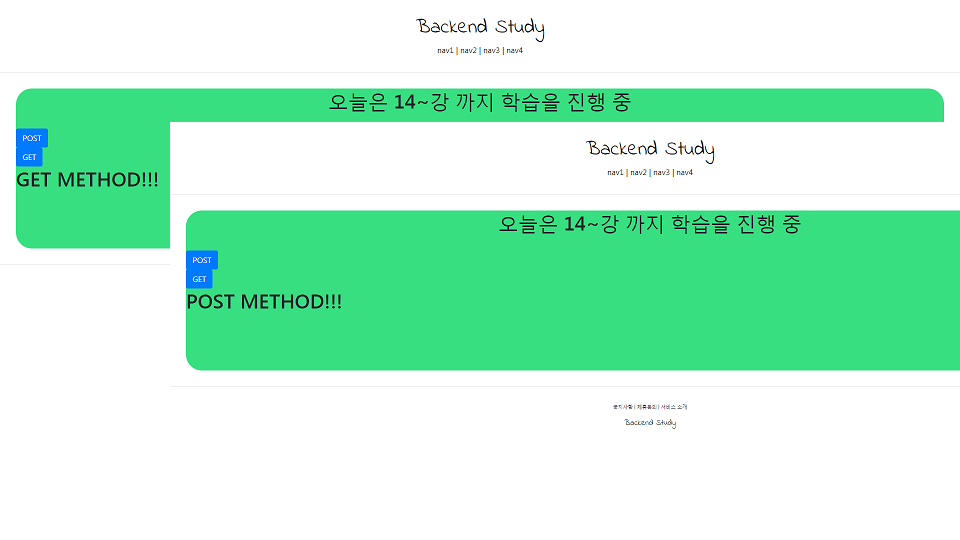 Backend Study
nav1 | nav2 | nav3 | nav4
오늘은 14~강 까지 학습을 진행 중
POST
GET
GET METHOD!!!
Backend Study
nav1 | nav2 | nav3 | nav4
오늘은 14~강 까지 학습을 진행 중
POST
GET
POST METHOD!!!
공지사항 | 제휴문의 | 서비스 소개
Backend Study